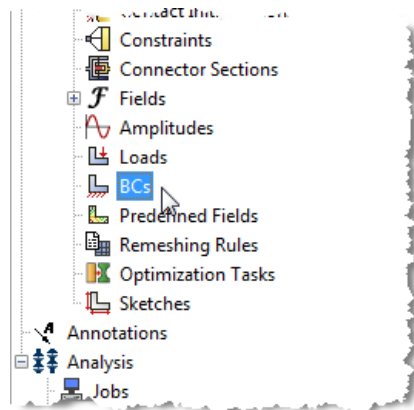 Constraints
Connector Sections
Fields
Amplitudes
Loads
BCs
Predefined Fields
Remeshing Rules
Optimization Tasks
Sketches
Annotations
Analysis
Jobs